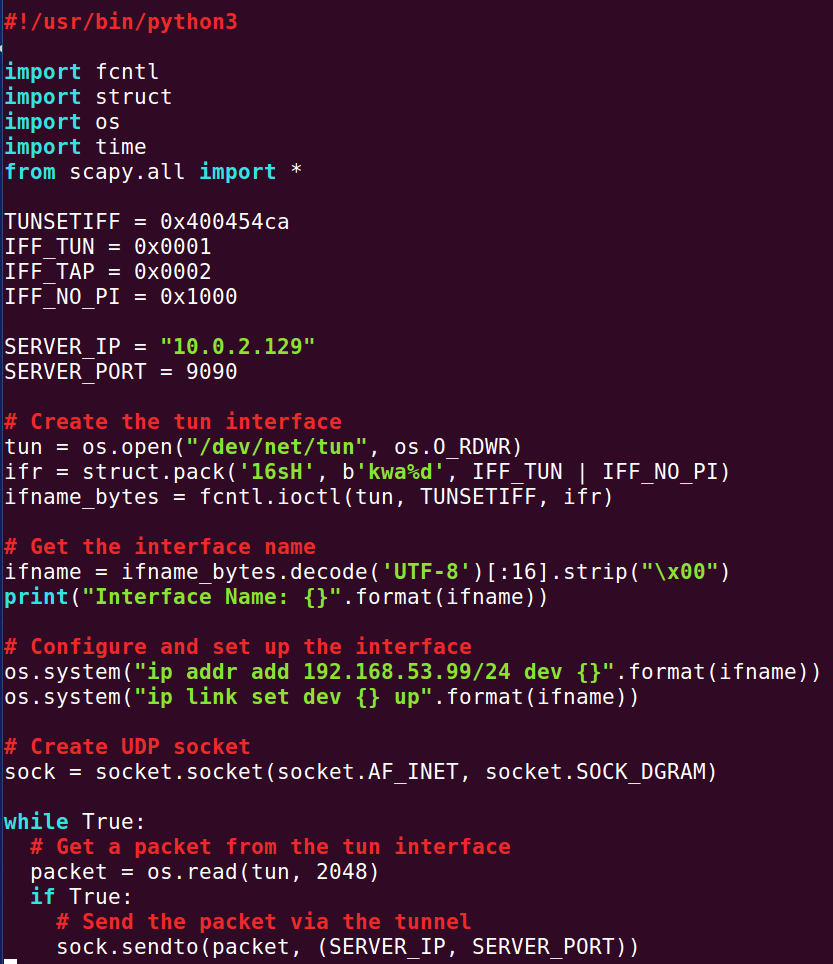 #!/usr/bin/python3
import fcntl
import struct
import os
import time
from scapy.all import *
TUNSETIFF = 0x400454ca
IFF_TUN = 0x0001
IFF_TAP = 0x0002
IFF_NO_PI = 0x1000
SERVER_IP = "10.0.2.129"
SERVER_PORT = 9090
# Create the tun interface
tun = os.open("/dev/net/tun", os.O_RDWR)
ifr = struct.pack('16sH', b'kwa%d', IFF_TUN | IFF_NO_PI)
ifname_bytes = fcntl.ioctl(tun, TUNSETIFF, ifr)
# Get the interface name
ifname = ifname_bytes.decode('UTF-8')[:16].strip("\x00")
print("Interface Name: {}".format(ifname))
# Configure and set up the interface
os.system("ip addr add 192.168.53.99/24 dev {}".format(ifname))
os.system("ip link set dev {} up".format(ifname))
# Create UDP socket
sock = socket.socket(socket.AF_INET, socket.SOCK_DGRAM)
while True:
  # Get a packet from the tun interface
  packet = os.read(tun, 2048)
  if True:
    # Send the packet via the tunnel
    sock.sendto(packet, (SERVER_IP, SERVER_PORT))